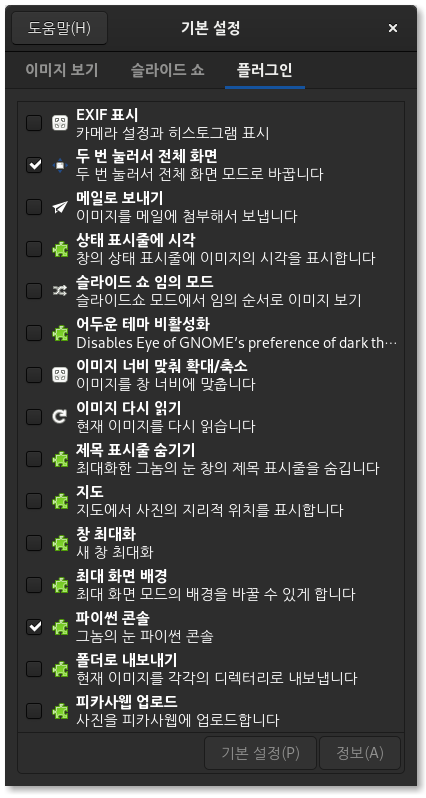 도움말(H)
기본 설정
이미지 보기
슬라이드 쇼
플러그인
EXIF 표시
카메라 설정과 히스토그램 표시
두 번 눌러서 전체 화면
두 번 눌러서 전체 화면 모드로 바꿉니다
메일로 보내기
이미지를 메일에 첨부해서 보냅니다
상태 표시줄에 시각
창의 상태 표시줄에 이미지의 시각을 표시합니다
슬라이드 쇼 임의 모드
슬라이드쇼 모드에서 임의 순서로 이미지 보기
어두운 테마 비활성화
Disables Eye of GNOME’s preference of dark th…
이미지 너비 맞춰 확대/축소
이미지를 창 너비에 맞춥니다
이미지 다시 읽기
현재 이미지를 다시 읽습니다
제목 표시줄 숨기기
최대화한 그놈의 눈 창의 제목 표시줄을 숨깁니다
지도
지도에서 사진의 지리적 위치를 표시합니다
창 최대화
새 창 최대화
최대 화면 배경
최대 화면 모드의 배경을 바꿀 수 있게 합니다
파이썬 콘솔
그놈의 눈 파이썬 콘솔
폴더로 내보내기
현재 이미지를 각각의 디렉터리로 내보냅니다
피카사웹 업로드
사진을 피카사웹에 업로드합니다
기본 설정(P)
정보(A)